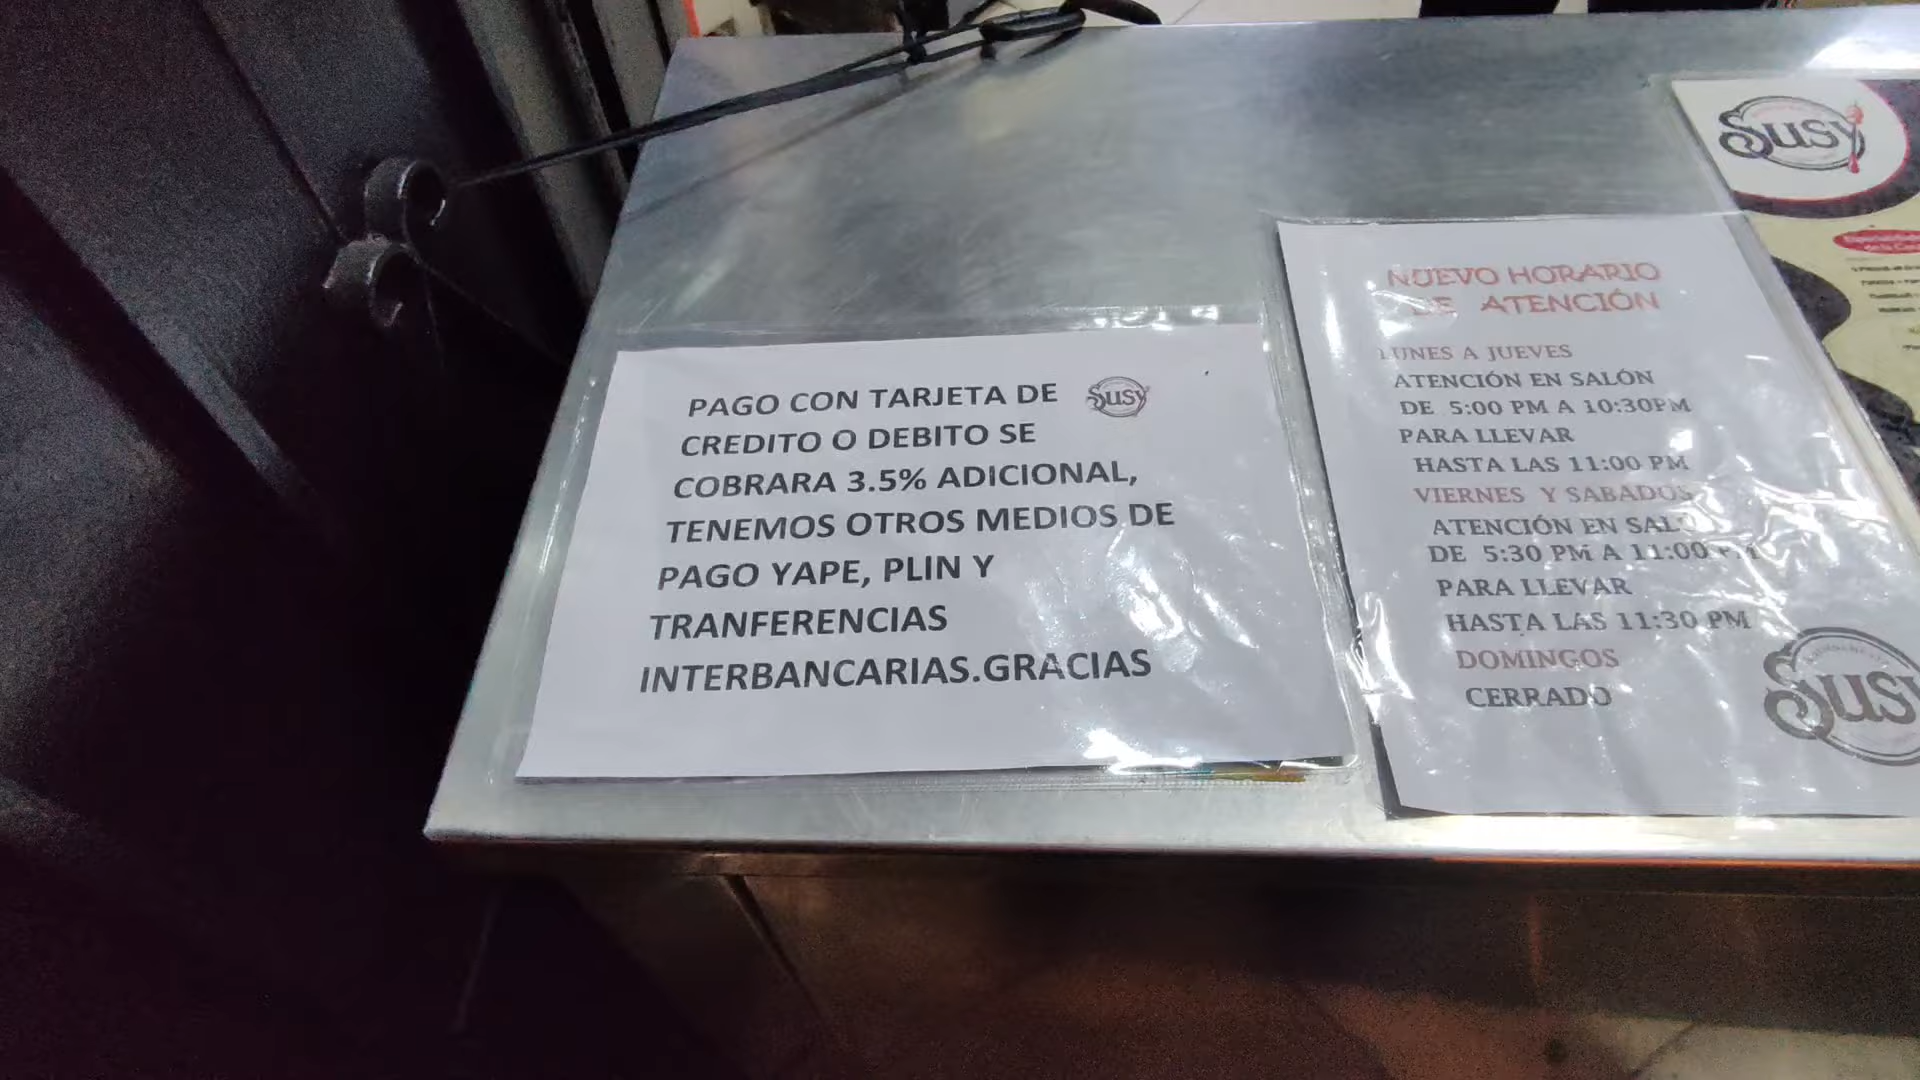 PAGO CON TARJETA DE
Susy
CREDITO O DEBITO SE
COBRARA 3.5% ADICIONAL,
TENEMOS OTROS MEDIOS DE
PAGO YAPE, PLIN Y
TRANFERENCIAS
INTERBANCARIAS.GRACIAS
NUEVO HORARIO
DE ATENCIÓN
LUNES A JUEVES
ATENCIÓN EN SALÓN
DE 5:00 PM A 10:30PM
PARA LLEVAR
HASTA LAS 11:00 PM
VIERNES Y SABADOS
ATENCIÓN EN SALÓ
DE 5:30 PM A 11:00 PM
PARA LLEVAR
HASTA LAS 11:30 PM
DOMINGOS
CERRADO
Susy
Susy